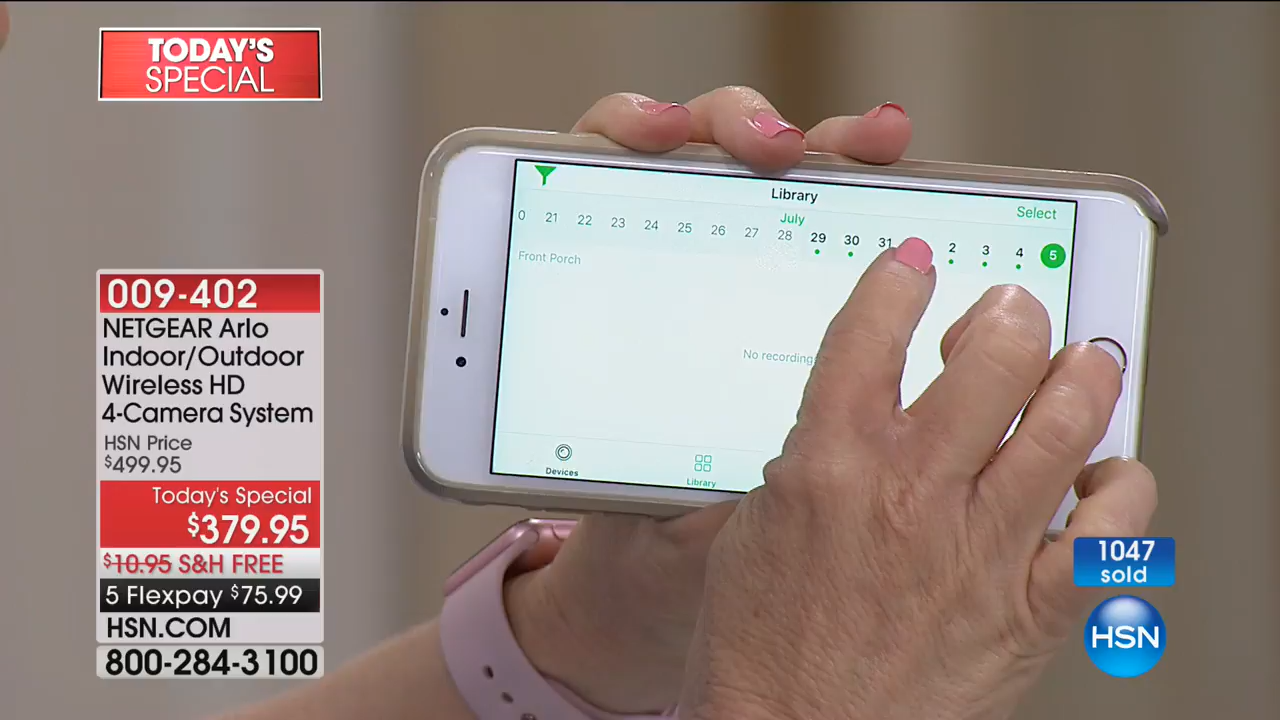 TODAY'S
SPECIAL
009-402
NETGEAR Arlo
Indoor/Outdoor
Wireless HD
4-Camera System
HSN Price
$499.95
Today's Special
$379.95
$10.95 S&H FREE
5 Flexpay $75.99
HSN.COM
800-284-3100
Library
Select
July
0 21 22 23 24 25 26 27 28 29 30 31 2 3 4 5
Front Porch
No recording
Devices
Library
1047
sold
HSN